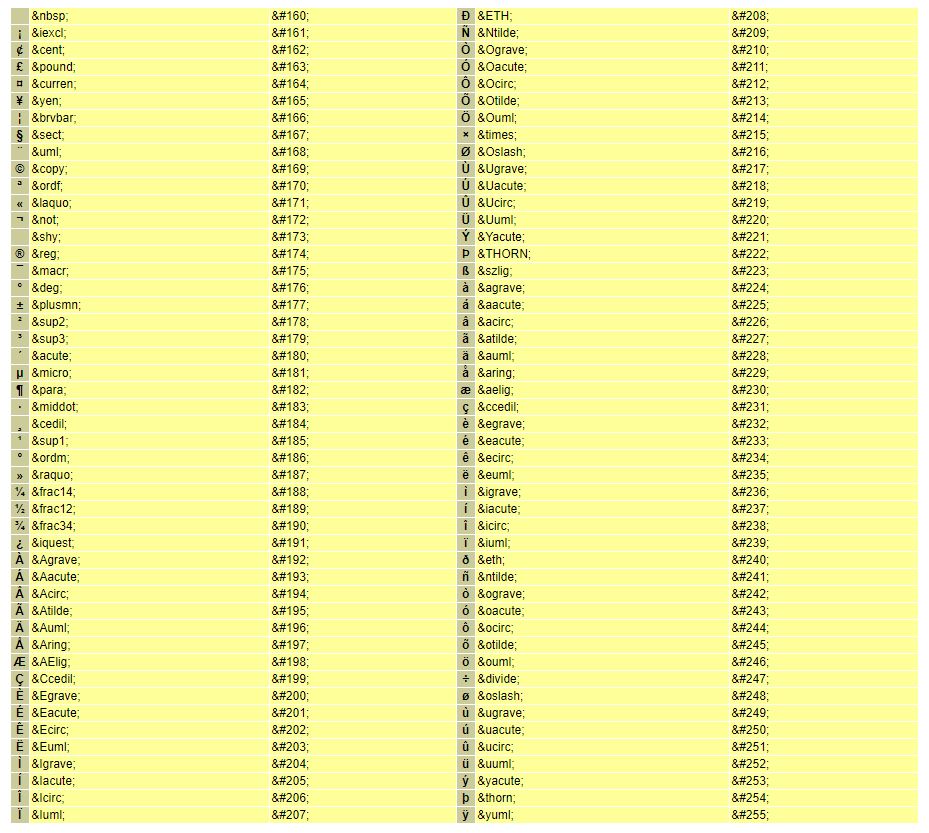 &nbsp; &#160; Ð &ETH; &#208;
¡ &iexcl; &#161; Ñ &Ntilde; &#209;
¢ &cent; &#162; Ò &Ograve; &#210;
£ &pound; &#163; Ó &Oacute; &#211;
¤ &curren; &#164; Ô &Ocirc; &#212;
¥ &yen; &#165; Õ &Otilde; &#213;
¦ &brvbar; &#166; Ö &Ouml; &#214;
§ &sect; &#167; × &times; &#215;
¨ &uml; &#168; Ø &Oslash; &#216;
© &copy; &#169; Ù &Ugrave; &#217;
ª &ordf; &#170; Ú &Uacute; &#218;
« &laquo; &#171; Û &Ucirc; &#219;
¬ &not; &#172; Ü &Uuml; &#220;
&shy; &#173; Ý &Yacute; &#221;
® &reg; &#174; Þ &THORN; &#222;
¯ &macr; &#175; ß &szlig; &#223;
° &deg; &#176; à &agrave; &#224;
± &plusmn; &#177; á &aacute; &#225;
² &sup2; &#178; â &acirc; &#226;
³ &sup3; &#179; ã &atilde; &#227;
´ &acute; &#180; ä &auml; &#228;
µ &micro; &#181; å &aring; &#229;
¶ &para; &#182; æ &aelig; &#230;
· &middot; &#183; ç &ccedil; &#231;
¸ &cedil; &#184; è &egrave; &#232;
¹ &sup1; &#185; é &eacute; &#233;
º &ordm; &#186; ê &ecirc; &#234;
» &raquo; &#187; ë &euml; &#235;
¼ &frac14; &#188; ì &igrave; &#236;
½ &frac12; &#189; í &iacute; &#237;
¾ &frac34; &#190; î &icirc; &#238;
¿ &iquest; &#191; ï &iuml; &#239;
À &Agrave; &#192; ð &eth; &#240;
Á &Aacute; &#193; ñ &ntilde; &#241;
Â &Acirc; &#194; ò &ograve; &#242;
Ã &Atilde; &#195; ó &oacute; &#243;
Ä &Auml; &#196; ô &ocirc; &#244;
Å &Aring; &#197; õ &otilde; &#245;
Æ &AElig; &#198; ö &ouml; &#246;
Ç &Ccedil; &#199; ÷ &divide; &#247;
È &Egrave; &#200; ø &oslash; &#248;
É &Eacute; &#201; ù &ugrave; &#249;
Ê &Ecirc; &#202; ú &uacute; &#250;
Ë &Euml; &#203; û &ucirc; &#251;
Ì &Igrave; &#204; ü &uuml; &#252;
Í &Iacute; &#205; ý &yacute; &#253;
Î &Icirc; &#206; þ &thorn; &#254;
Ï &Iuml; &#207; ÿ &yuml; &#255;